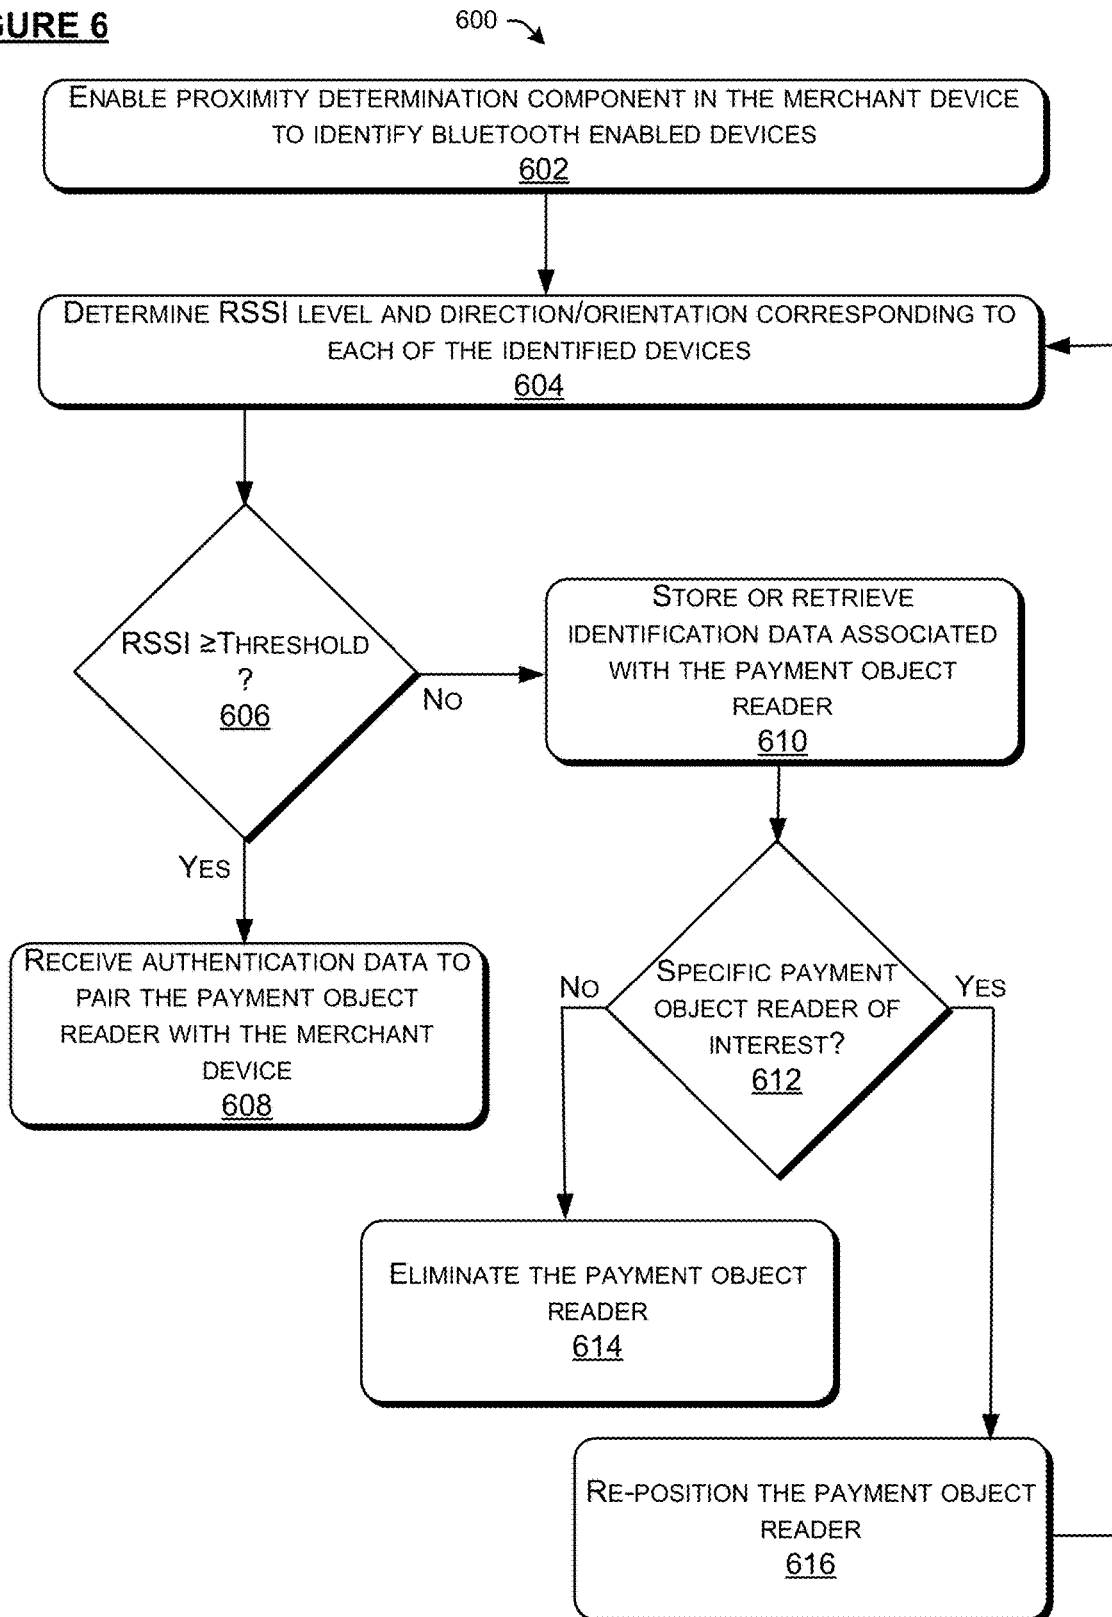 GURE 6
600
ENABLE PROXIMITY DETERMINATION COMPONENT IN THE MERCHANT DEVICE
TO IDENTIFY BLUETOOTH ENABLED DEVICES
602
DETERMINE RSSI LEVEL AND DIRECTION/ORIENTATION CORRESPONDING TO
EACH OF THE IDENTIFIED DEVICES
604
RSSI ≥THRESHOLD
?
606
NO
YES
STORE OR RETRIEVE
IDENTIFICATION DATA ASSOCIATED
WITH THE PAYMENT OBJECT
READER
610
RECEIVE AUTHENTICATION DATA TO
PAIR THE PAYMENT OBJECT
READER WITH THE MERCHANT
DEVICE
608
SPECIFIC PAYMENT
OBJECT READER OF
INTEREST?
612
NO
YES
ELIMINATE THE PAYMENT OBJECT
READER
614
RE-POSITION THE PAYMENT OBJECT
READER
616